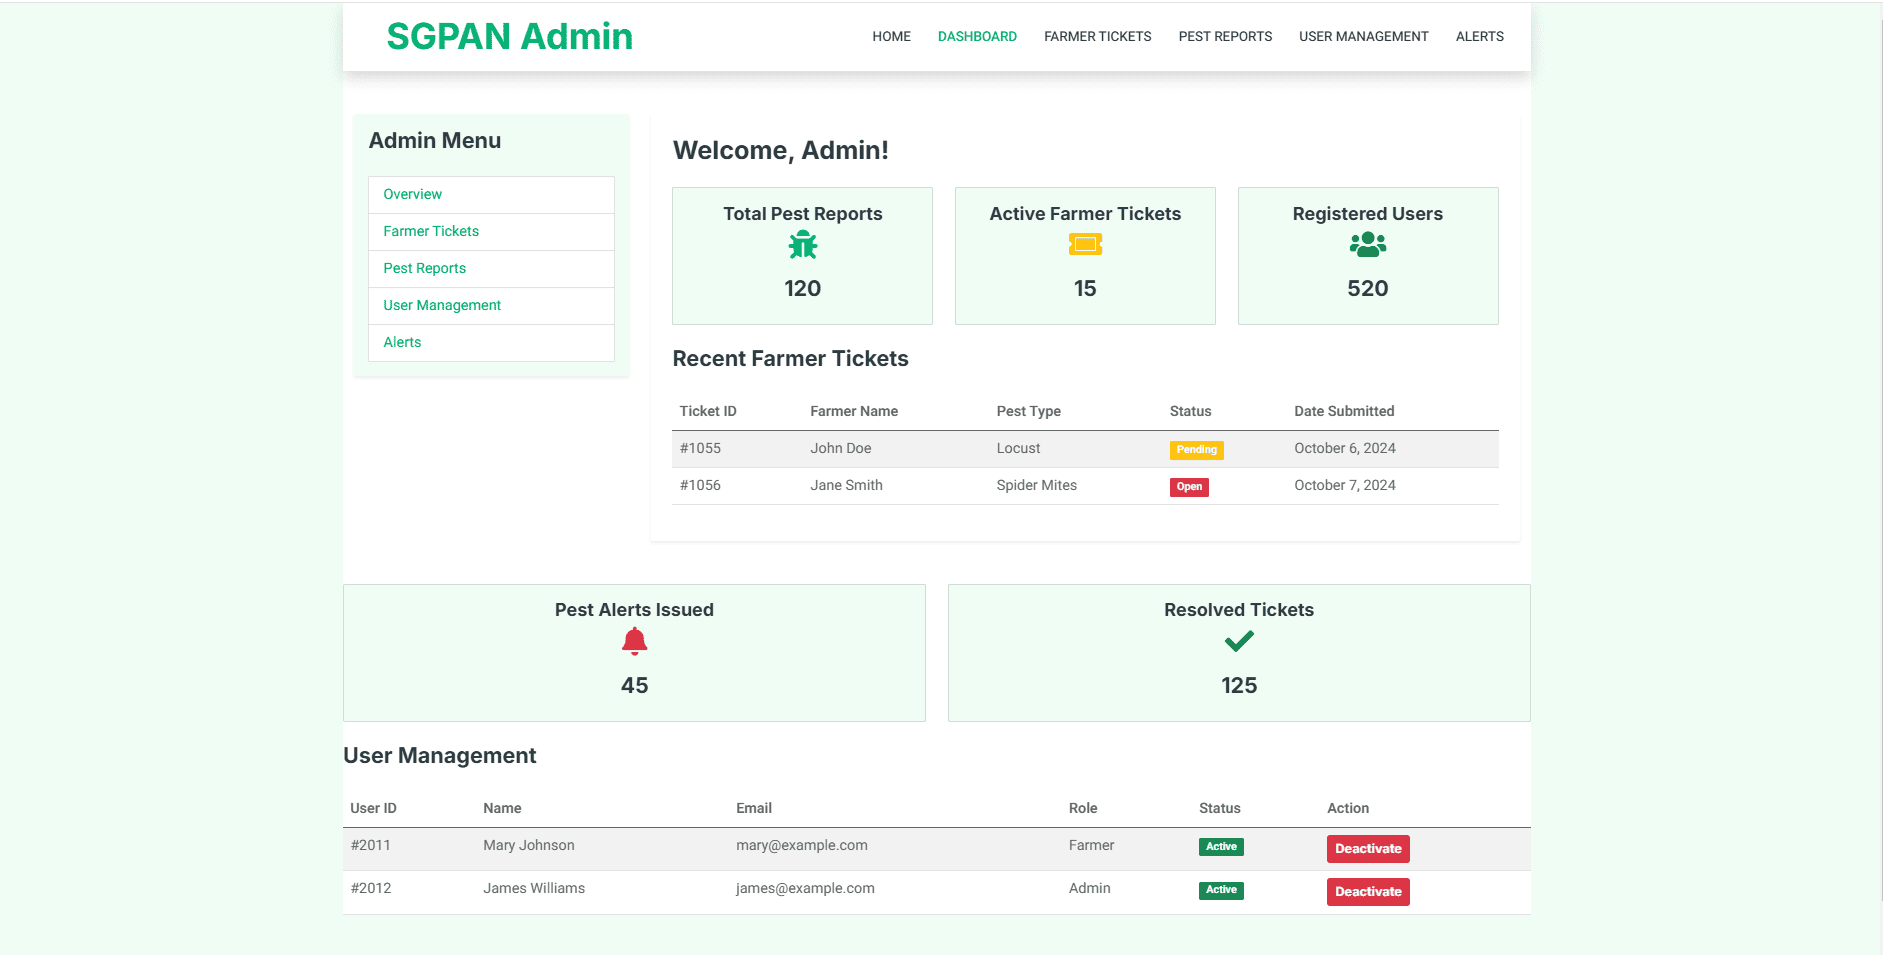 SGPAN Admin
HOME DASHBOARD FARMER TICKETS PEST REPORTS USER MANAGEMENT ALERTS
Admin Menu
Overview
Farmer Tickets
Pest Reports
User Management
Alerts
Welcome, Admin!
Total Pest Reports
120
Active Farmer Tickets
15
Registered Users
520
Recent Farmer Tickets
Ticket ID Farmer Name Pest Type Status Date Submitted
#1055 John Doe Locust Pending October 6, 2024
#1056 Jane Smith Spider Mites Open October 7, 2024
Pest Alerts Issued
45
Resolved Tickets
125
User Management
User ID Name Email Role Status Action
#2011 Mary Johnson mary@example.com Farmer Active Deactivate
#2012 James Williams james@example.com Admin Active Deactivate